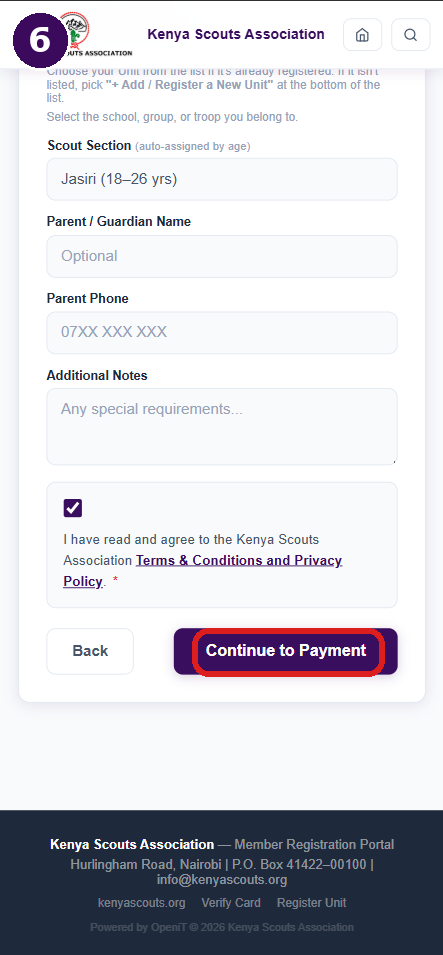 6
OUTS ASSOCIATION
Kenya Scouts Association
Choose your Unit from the list if it's already registered. If it isn't
listed, pick "+ Add / Register a New Unit" at the bottom of the
list.
Select the school, group, or troop you belong to.
Scout Section (auto-assigned by age)
Jasiri (18–26 yrs)
Parent / Guardian Name
Optional
Parent Phone
07XX XXX XXX
Additional Notes
Any special requirements...
I have read and agree to the Kenya Scouts
Association Terms & Conditions and Privacy
Policy. *
Back
Continue to Payment
Kenya Scouts Association — Member Registration Portal
Hurlingham Road, Nairobi | P.O. Box 41422–00100 |
info@kenyascouts.org
kenyascouts.org Verify Card Register Unit
Powered by OpeniT © 2026 Kenya Scouts Association